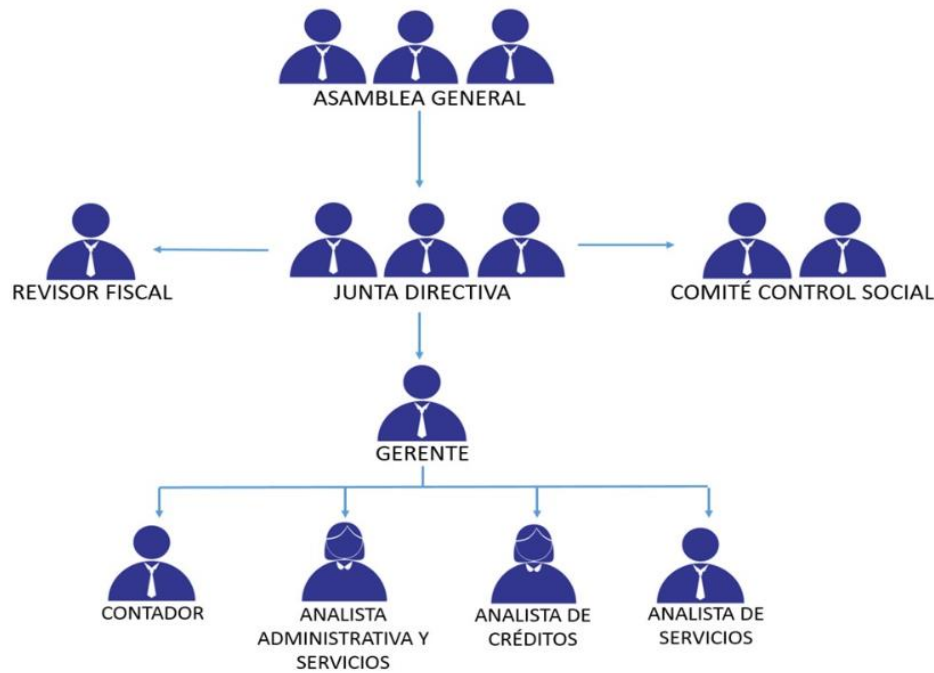 ASAMBLEA GENERAL
REVISOR FISCAL
JUNTA DIRECTIVA
COMITÉ CONTROL SOCIAL
GERENTE
CONTADOR
ANALISTA
ADMINISTRATIVA Y
SERVICIOS
ANALISTA DE
CRÉDITOS
ANALISTA DE
SERVICIOS